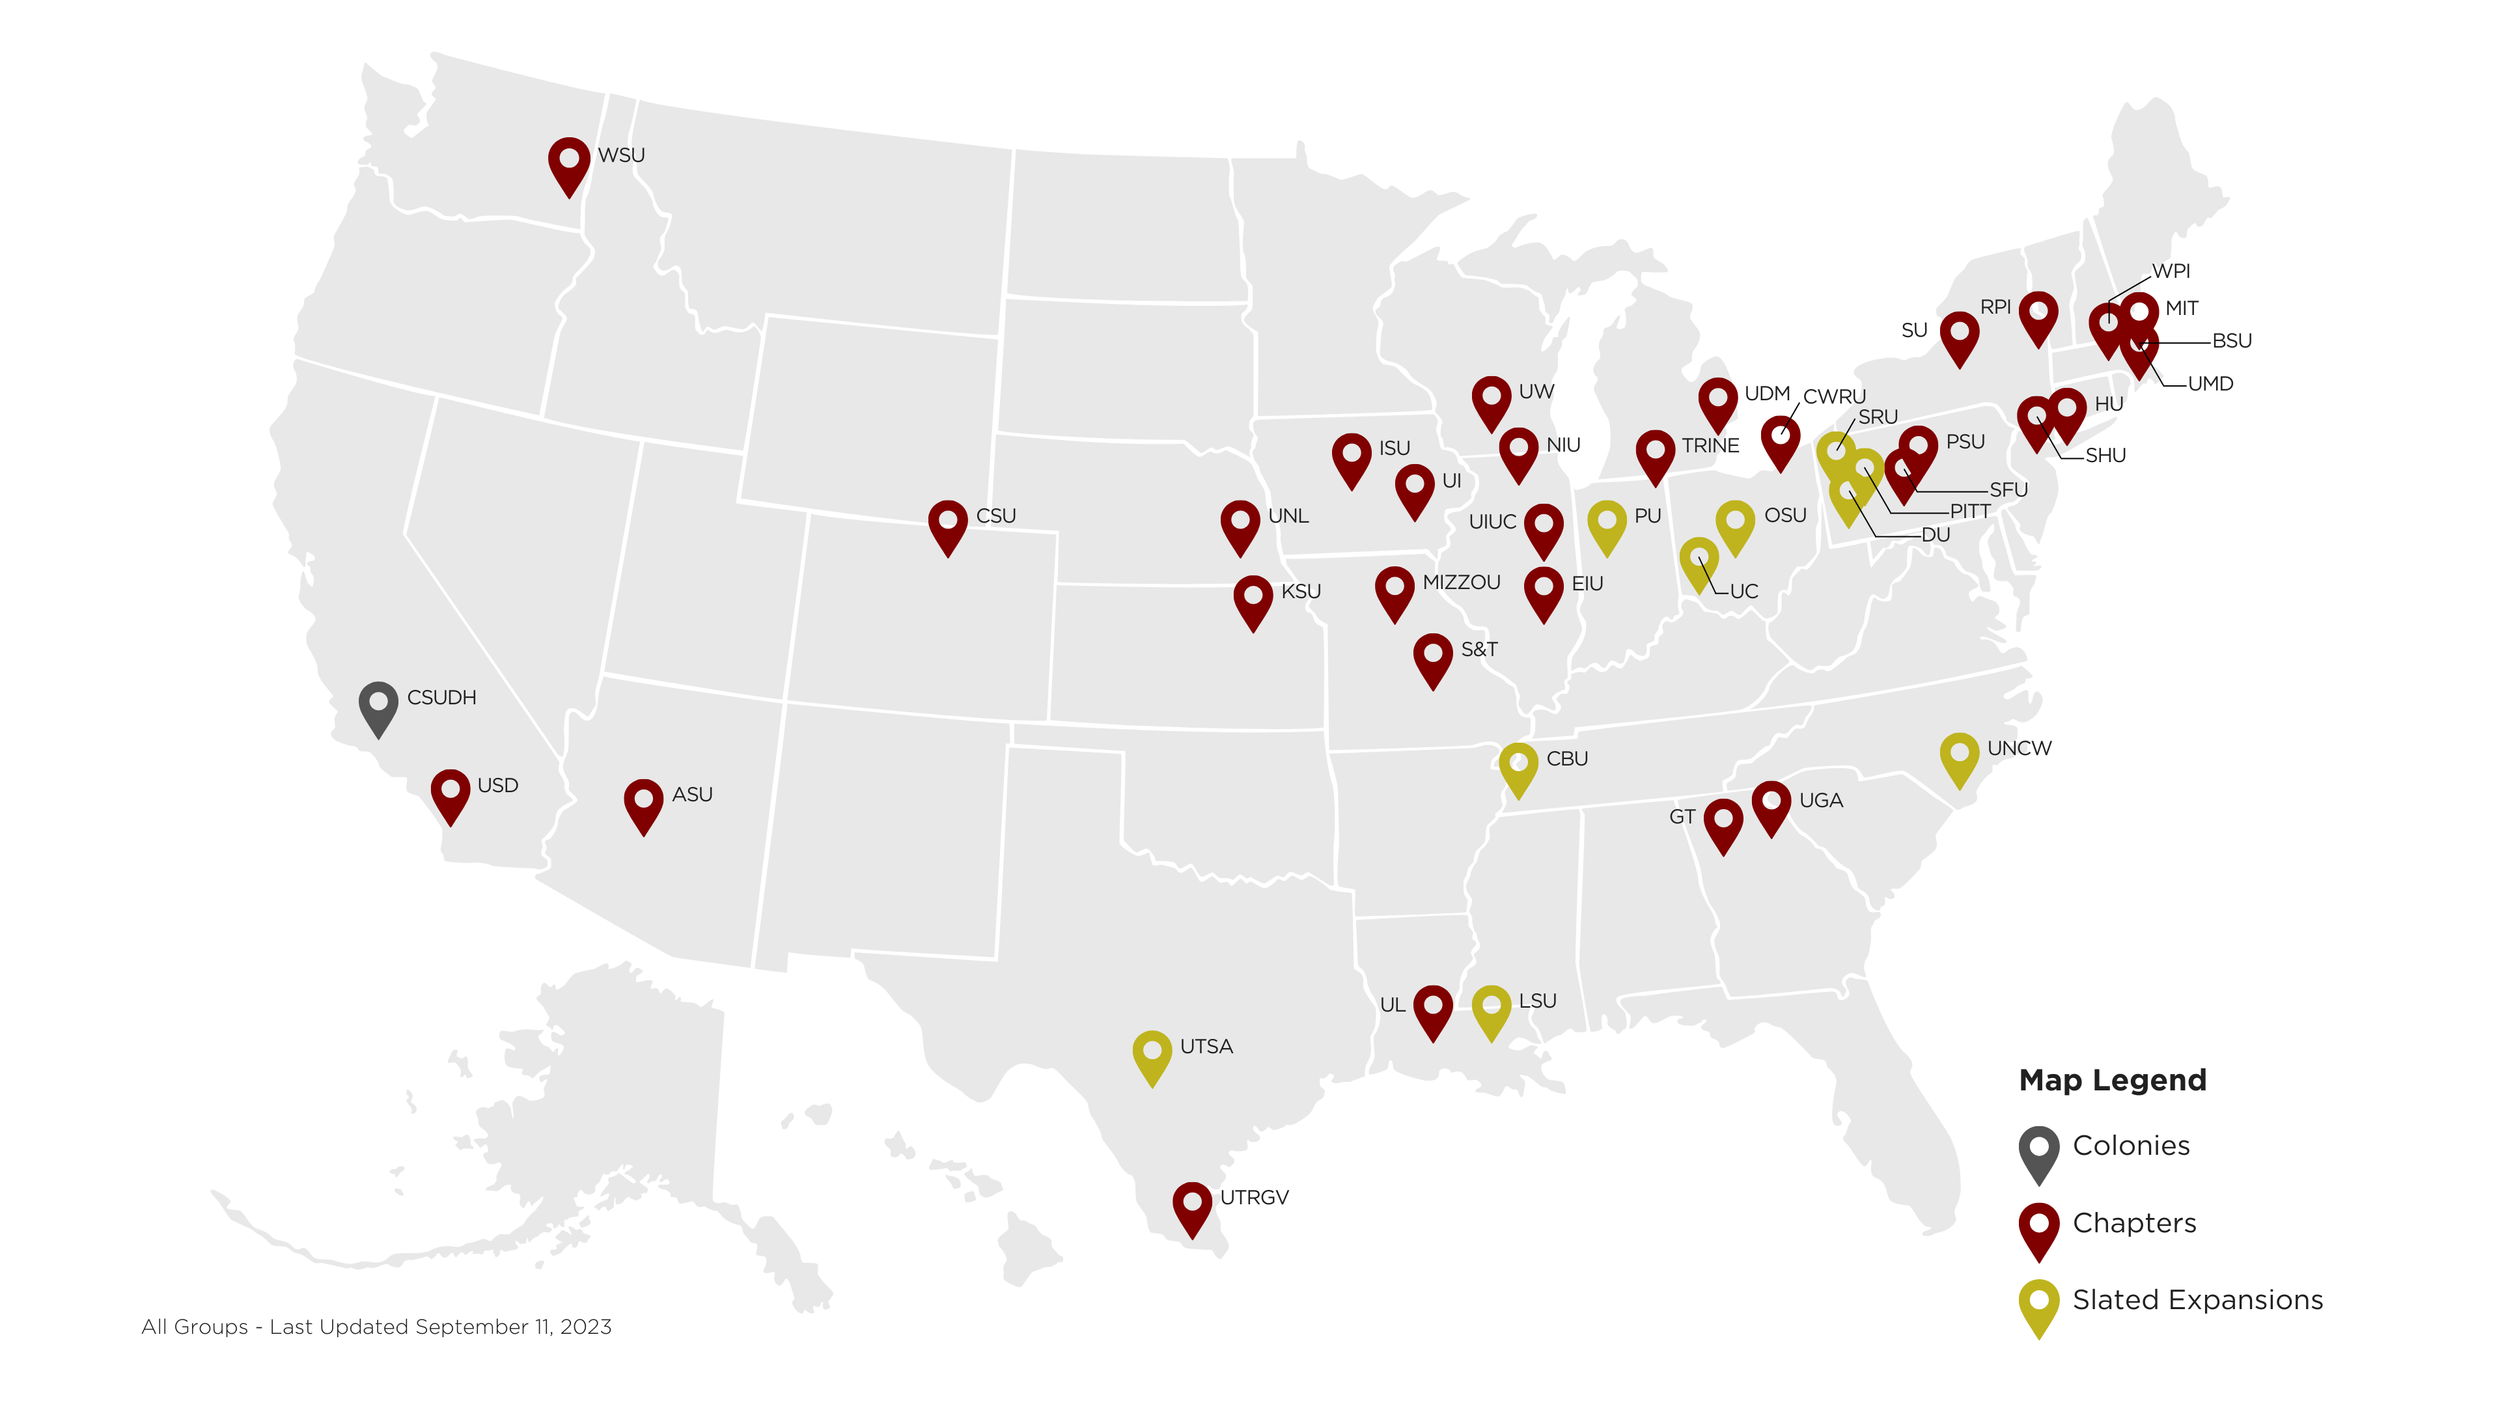 WSU
WPI
RPI
MIT
SU
BSU
UMD
UW
UDM
CWRU
HU
SRU
ISU
NIU
TRINE
PSU
SHU
UI
SFU
CSU
UNL
UIUC
PU
OSU
PITT
DU
KSU
MIZZOU
EIU
UC
S&T
CSUDH
CBU
UNCW
USD
ASU
GT
UGA
UL
LSU
UTSA
UTRGV
Map Legend
Colonies
Chapters
Slated Expansions
All Groups - Last Updated September 11, 2023